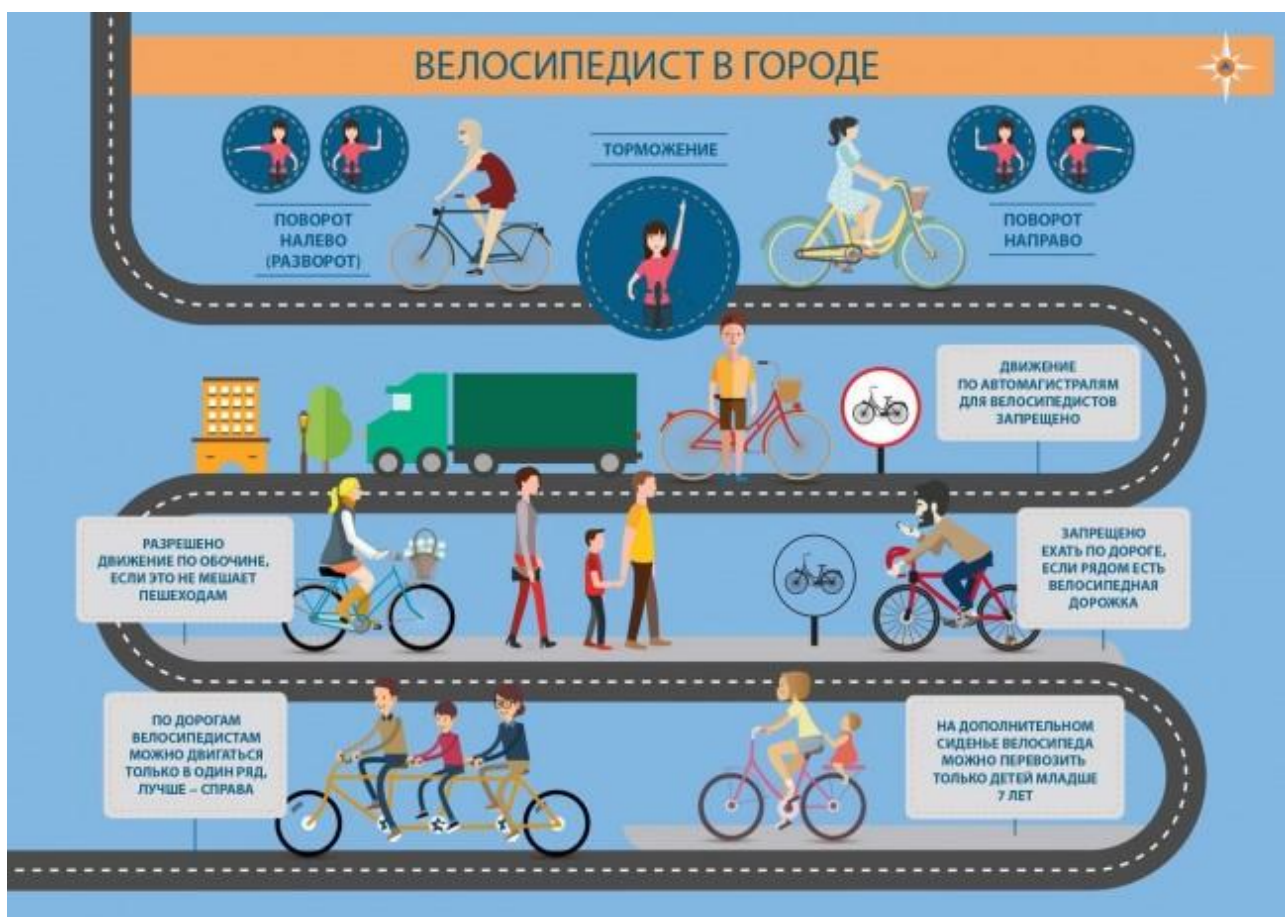 ВЕЛОСИПЕДИСТ В ГОРОДЕ
ПОВОРОТ
НАЛЕВО
(РАЗВОРОТ)
ТОРМОЖЕНИЕ
ПОВОРОТ
НАПРАВО
ДВИЖЕНИЕ
ПО АВТОМАГИСТРАЛЯМ
ДЛЯ ВЕЛОСИПЕДИСТОВ
ЗАПРЕЩЕНО
РАЗРЕШЕНО
ДВИЖЕНИЕ ПО ОБОЧИНЕ,
ЕСЛИ ЭТО НЕ МЕШАЕТ
ПЕШЕХОДАМ
ЗАПРЕЩЕНО
ЕХАТЬ ПО ДОРОГЕ,
ЕСЛИ РЯДОМ ЕСТЬ
ВЕЛОСИПЕДНАЯ
ДОРОЖКА
ПО ДОРОГАМ
ВЕЛОСИПЕДИСТАМ
МОЖНО ДВИГАТЬСЯ
ТОЛЬКО В ОДИН РЯД,
ЛУЧШЕ – СПРАВА
НА ДОПОЛНИТЕЛЬНОМ
СИДЕНЬЕ ВЕЛОСИПЕДА
МОЖНО ПЕРЕВОЗИТЬ
ТОЛЬКО ДЕТЕЙ МЛАДШЕ
7 ЛЕТ